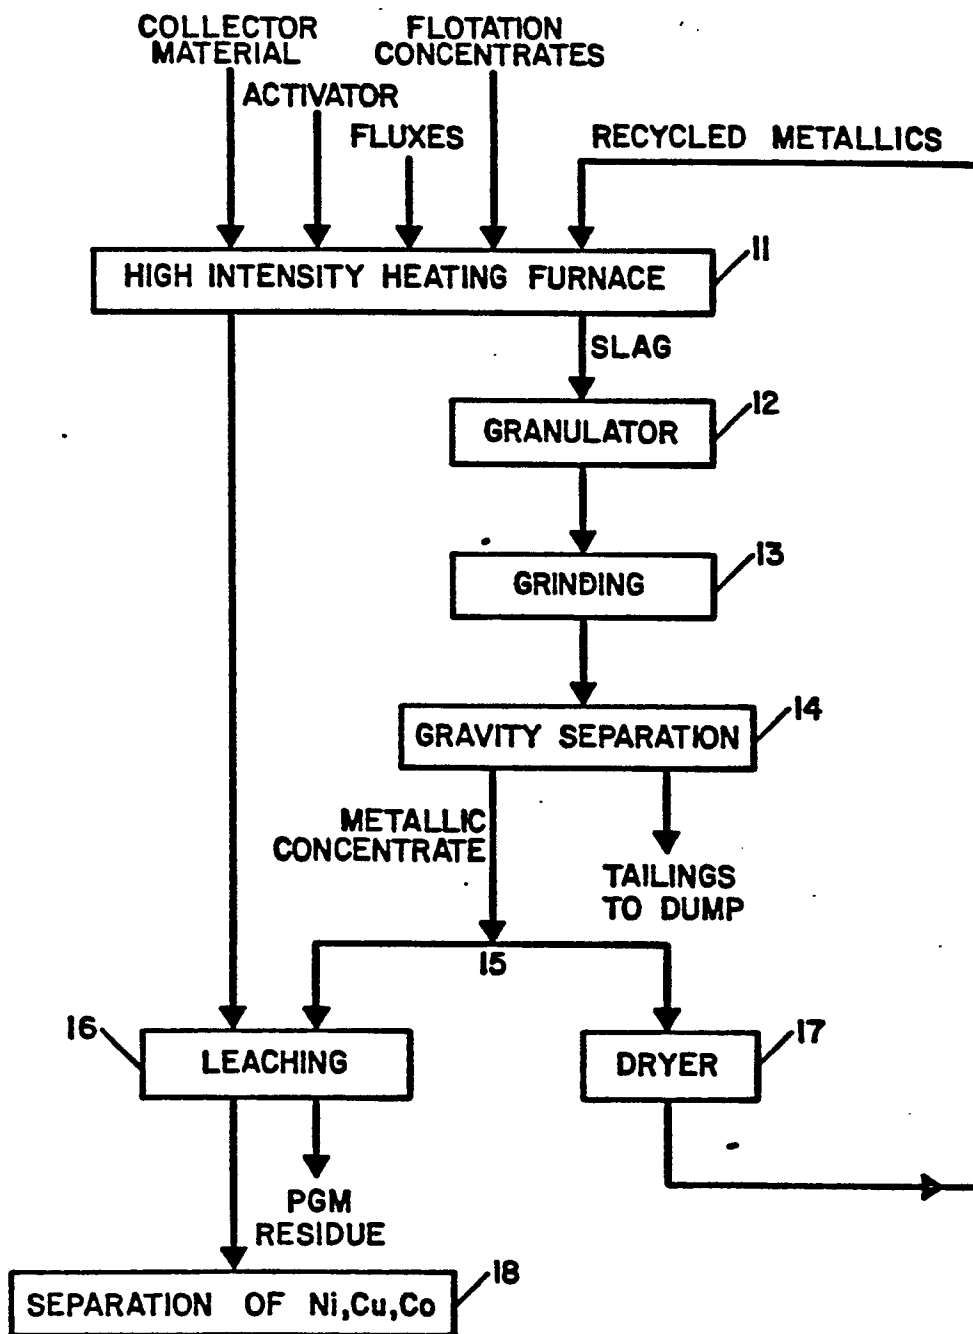 COLLECTOR
MATERIAL
FLOTATION
CONCENTRATES
ACTIVATOR
FLUXES
RECYCLED METALLICS
11
HIGH INTENSITY HEATING FURNACE
SLAG
12
GRANULATOR
13
GRINDING
14
GRAVITY SEPARATION
METALLIC
CONCENTRATE
TAILINGS
TO DUMP
15
16
LEACHING
17
DRYER
PGM
RESIDUE
18
SEPARATION OF Ni,Cu,Co